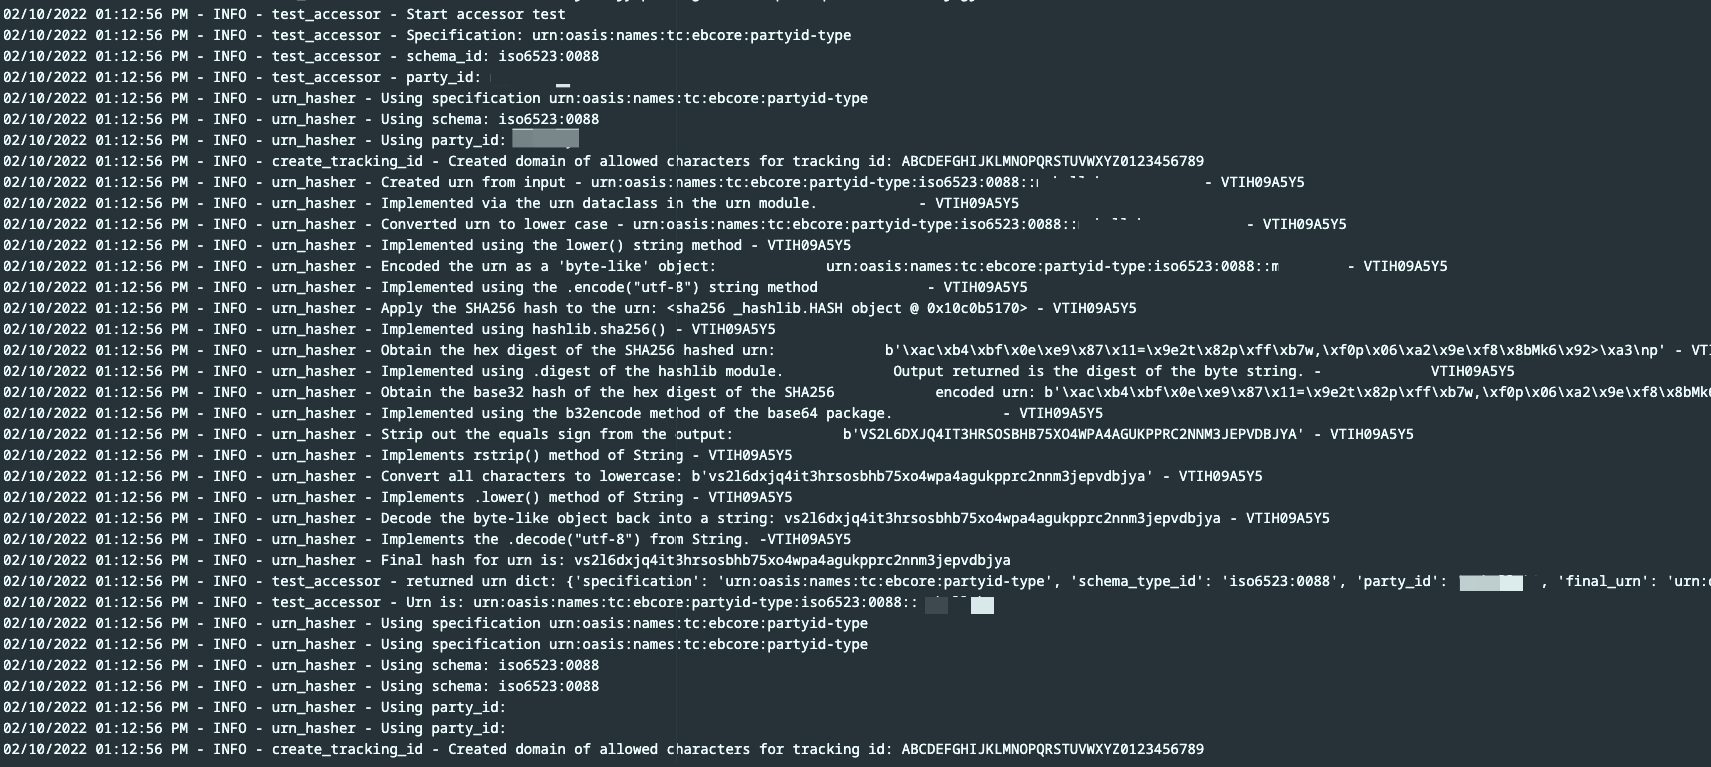 02/10/2022 01:12:56 PM - INFO - test_accessor - Start accessor test
02/10/2022 01:12:56 PM - INFO - test_accessor - Specification: urn:oasis:names:tc:ebcore:partyid-type
02/10/2022 01:12:56 PM - INFO - test_accessor - schema_id: iso6523:0088
02/10/2022 01:12:56 PM - INFO - test_accessor - party_id:
02/10/2022 01:12:56 PM - INFO - urn_hasher - Using specification urn:oasis:names:tc:ebcore:partyid-type
02/10/2022 01:12:56 PM - INFO - urn_hasher - Using schema: iso6523:0088
02/10/2022 01:12:56 PM - INFO - urn_hasher - Using party_id:
02/10/2022 01:12:56 PM - INFO - create_tracking_id - Created domain of allowed characters for tracking id: ABCDEFGHIJKLMNOPQRSTUVWXYZ0123456789
02/10/2022 01:12:56 PM - INFO - urn_hasher - Created urn from input - urn:oasis:names:tc:ebcore:partyid-type:iso6523:0088:: - VTIH09A5Y5
02/10/2022 01:12:56 PM - INFO - urn_hasher - Implemented via the urn dataclass in the urn module. - VTIH09A5Y5
02/10/2022 01:12:56 PM - INFO - urn_hasher - Converted urn to lower case - urn:oasis:names:tc:ebcore:partyid-type:iso6523:0088:: - VTIH09A5Y5
02/10/2022 01:12:56 PM - INFO - urn_hasher - Implemented using the lower() string method - VTIH09A5Y5
02/10/2022 01:12:56 PM - INFO - urn_hasher - Encoded the urn as a 'byte-like' object: urn:oasis:names:tc:ebcore:partyid-type:iso6523:0088::m - VTIH09A5Y5
02/10/2022 01:12:56 PM - INFO - urn_hasher - Implemented using the .encode("utf-8") string method - VTIH09A5Y5
02/10/2022 01:12:56 PM - INFO - urn_hasher - Apply the SHA256 hash to the urn: <sha256 _hashlib.HASH object @ 0x10c0b5170> - VTIH09A5Y5
02/10/2022 01:12:56 PM - INFO - urn_hasher - Implemented using hashlib.sha256() - VTIH09A5Y5
02/10/2022 01:12:56 PM - INFO - urn_hasher - Obtain the hex digest of the SHA256 hashed urn: b'\xac\xb4\xbf\x0e\xe9\x87\x11=\x9e2t\x82p\xff\xb7w,\xf0p\x06\xa2\x9e\xf8\x8bMk6\x92>\xa3\np' - VTI
02/10/2022 01:12:56 PM - INFO - urn_hasher - Implemented using .digest of the hashlib module. Output returned is the digest of the byte string. - VTIH09A5Y5
02/10/2022 01:12:56 PM - INFO - urn_hasher - Obtain the base32 hash of the hex digest of the SHA256 encoded urn: b'\xac\xb4\xbf\x0e\xe9\x87\x11=\x9e2t\x82p\xff\xb7w,\xf0p\x06\xa2\x9e\xf8\x8bMk6
02/10/2022 01:12:56 PM - INFO - urn_hasher - Implemented using the b32encode method of the base64 package. - VTIH09A5Y5
02/10/2022 01:12:56 PM - INFO - urn_hasher - Strip out the equals sign from the output: b'VS2L6DXJQ4IT3HRSOSBHB75XO4WPA4AGUKPPRC2NNM3JEPVDBJYA' - VTIH09A5Y5
02/10/2022 01:12:56 PM - INFO - urn_hasher - Implements rstrip() method of String - VTIH09A5Y5
02/10/2022 01:12:56 PM - INFO - urn_hasher - Convert all characters to lowercase: b'vs2l6dxjq4it3hrsosbhb75xo4wpa4agukpprc2nnm3jepvdbjya' - VTIH09A5Y5
02/10/2022 01:12:56 PM - INFO - urn_hasher - Implements .lower() method of String - VTIH09A5Y5
02/10/2022 01:12:56 PM - INFO - urn_hasher - Decode the byte-like object back into a string: vs2l6dxjq4it3hrsosbhb75xo4wpa4agukpprc2nnm3jepvdbjya - VTIH09A5Y5
02/10/2022 01:12:56 PM - INFO - urn_hasher - Implements the .decode("utf-8") from String. -VTIH09A5Y5
02/10/2022 01:12:56 PM - INFO - urn_hasher - Final hash for urn is: vs2l6dxjq4it3hrsosbhb75xo4wpa4agukpprc2nnm3jepvdbjya
02/10/2022 01:12:56 PM - INFO - test_accessor - returned urn dict: {'specification': 'urn:oasis:names:tc:ebcore:partyid-type', 'schema_type_id': 'iso6523:0088', 'party_id': , 'final_urn': 'urn:o
02/10/2022 01:12:56 PM - INFO - test_accessor - Urn is: urn:oasis:names:tc:ebcore:partyid-type:iso6523:0088::
02/10/2022 01:12:56 PM - INFO - urn_hasher - Using specification urn:oasis:names:tc:ebcore:partyid-type
02/10/2022 01:12:56 PM - INFO - urn_hasher - Using specification urn:oasis:names:tc:ebcore:partyid-type
02/10/2022 01:12:56 PM - INFO - urn_hasher - Using schema: iso6523:0088
02/10/2022 01:12:56 PM - INFO - urn_hasher - Using schema: iso6523:0088
02/10/2022 01:12:56 PM - INFO - urn_hasher - Using party_id:
02/10/2022 01:12:56 PM - INFO - urn_hasher - Using party_id:
02/10/2022 01:12:56 PM - INFO - create_tracking_id - Created domain of allowed characters for tracking id: ABCDEFGHIJKLMNOPQRSTUVWXYZ0123456789